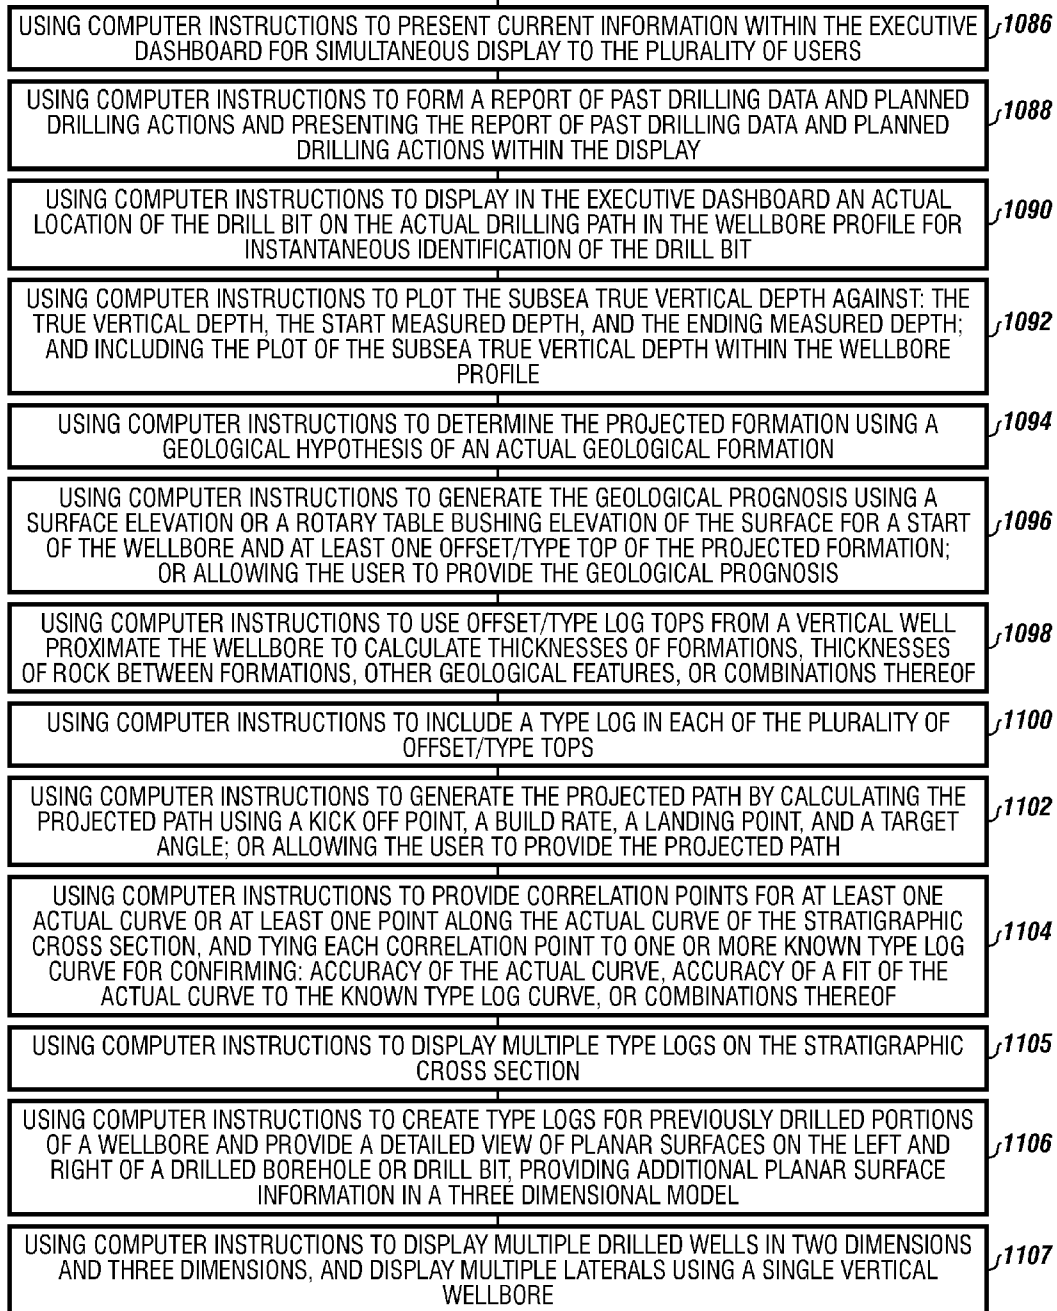 USING COMPUTER INSTRUCTIONS TO PRESENT CURRENT INFORMATION WITHIN THE EXECUTIVE
DASHBOARD FOR SIMULTANEOUS DISPLAY TO THE PLURALITY OF USERS
1086
USING COMPUTER INSTRUCTIONS TO FORM A REPORT OF PAST DRILLING DATA AND PLANNED
DRILLING ACTIONS AND PRESENTING THE REPORT OF PAST DRILLING DATA AND PLANNED
DRILLING ACTIONS WITHIN THE DISPLAY
1088
USING COMPUTER INSTRUCTIONS TO DISPLAY IN THE EXECUTIVE DASHBOARD AN ACTUAL
LOCATION OF THE DRILL BIT ON THE ACTUAL DRILLING PATH IN THE WELLBORE PROFILE FOR
INSTANTANEOUS IDENTIFICATION OF THE DRILL BIT
1090
USING COMPUTER INSTRUCTIONS TO PLOT THE SUBSEA TRUE VERTICAL DEPTH AGAINST: THE
TRUE VERTICAL DEPTH, THE START MEASURED DEPTH, AND THE ENDING MEASURED DEPTH;
AND INCLUDING THE PLOT OF THE SUBSEA TRUE VERTICAL DEPTH WITHIN THE WELLBORE
PROFILE
1092
USING COMPUTER INSTRUCTIONS TO DETERMINE THE PROJECTED FORMATION USING A
GEOLOGICAL HYPOTHESIS OF AN ACTUAL GEOLOGICAL FORMATION
1094
USING COMPUTER INSTRUCTIONS TO GENERATE THE GEOLOGICAL PROGNOSIS USING A
SURFACE ELEVATION OR A ROTARY TABLE BUSHING ELEVATION OF THE SURFACE FOR A START
OF THE WELLBORE AND AT LEAST ONE OFFSET/TYPE TOP OF THE PROJECTED FORMATION;
OR ALLOWING THE USER TO PROVIDE THE GEOLOGICAL PROGNOSIS
1096
USING COMPUTER INSTRUCTIONS TO USE OFFSET/TYPE LOG TOPS FROM A VERTICAL WELL
PROXIMATE THE WELLBORE TO CALCULATE THICKNESSES OF FORMATIONS, THICKNESSES
OF ROCK BETWEEN FORMATIONS, OTHER GEOLOGICAL FEATURES, OR COMBINATIONS THEREOF
1098
USING COMPUTER INSTRUCTIONS TO INCLUDE A TYPE LOG IN EACH OF THE PLURALITY OF
OFFSET/TYPE TOPS
1100
USING COMPUTER INSTRUCTIONS TO GENERATE THE PROJECTED PATH BY CALCULATING THE
PROJECTED PATH USING A KICK OFF POINT, A BUILD RATE, A LANDING POINT, AND A TARGET
ANGLE; OR ALLOWING THE USER TO PROVIDE THE PROJECTED PATH
1102
USING COMPUTER INSTRUCTIONS TO PROVIDE CORRELATION POINTS FOR AT LEAST ONE
ACTUAL CURVE OR AT LEAST ONE POINT ALONG THE ACTUAL CURVE OF THE STRATIGRAPHIC
CROSS SECTION, AND TYING EACH CORRELATION POINT TO ONE OR MORE KNOWN TYPE LOG
CURVE FOR CONFIRMING: ACCURACY OF THE ACTUAL CURVE, ACCURACY OF A FIT OF THE
ACTUAL CURVE TO THE KNOWN TYPE LOG CURVE, OR COMBINATIONS THEREOF
1104
USING COMPUTER INSTRUCTIONS TO DISPLAY MULTIPLE TYPE LOGS ON THE STRATIGRAPHIC
CROSS SECTION
1105
USING COMPUTER INSTRUCTIONS TO CREATE TYPE LOGS FOR PREVIOUSLY DRILLED PORTIONS
OF A WELLBORE AND PROVIDE A DETAILED VIEW OF PLANAR SURFACES ON THE LEFT AND
RIGHT OF A DRILLED BOREHOLE OR DRILL BIT, PROVIDING ADDITIONAL PLANAR SURFACE
INFORMATION IN A THREE DIMENSIONAL MODEL
1106
USING COMPUTER INSTRUCTIONS TO DISPLAY MULTIPLE DRILLED WELLS IN TWO DIMENSIONS
AND THREE DIMENSIONS, AND DISPLAY MULTIPLE LATERALS USING A SINGLE VERTICAL
WELLBORE
1107